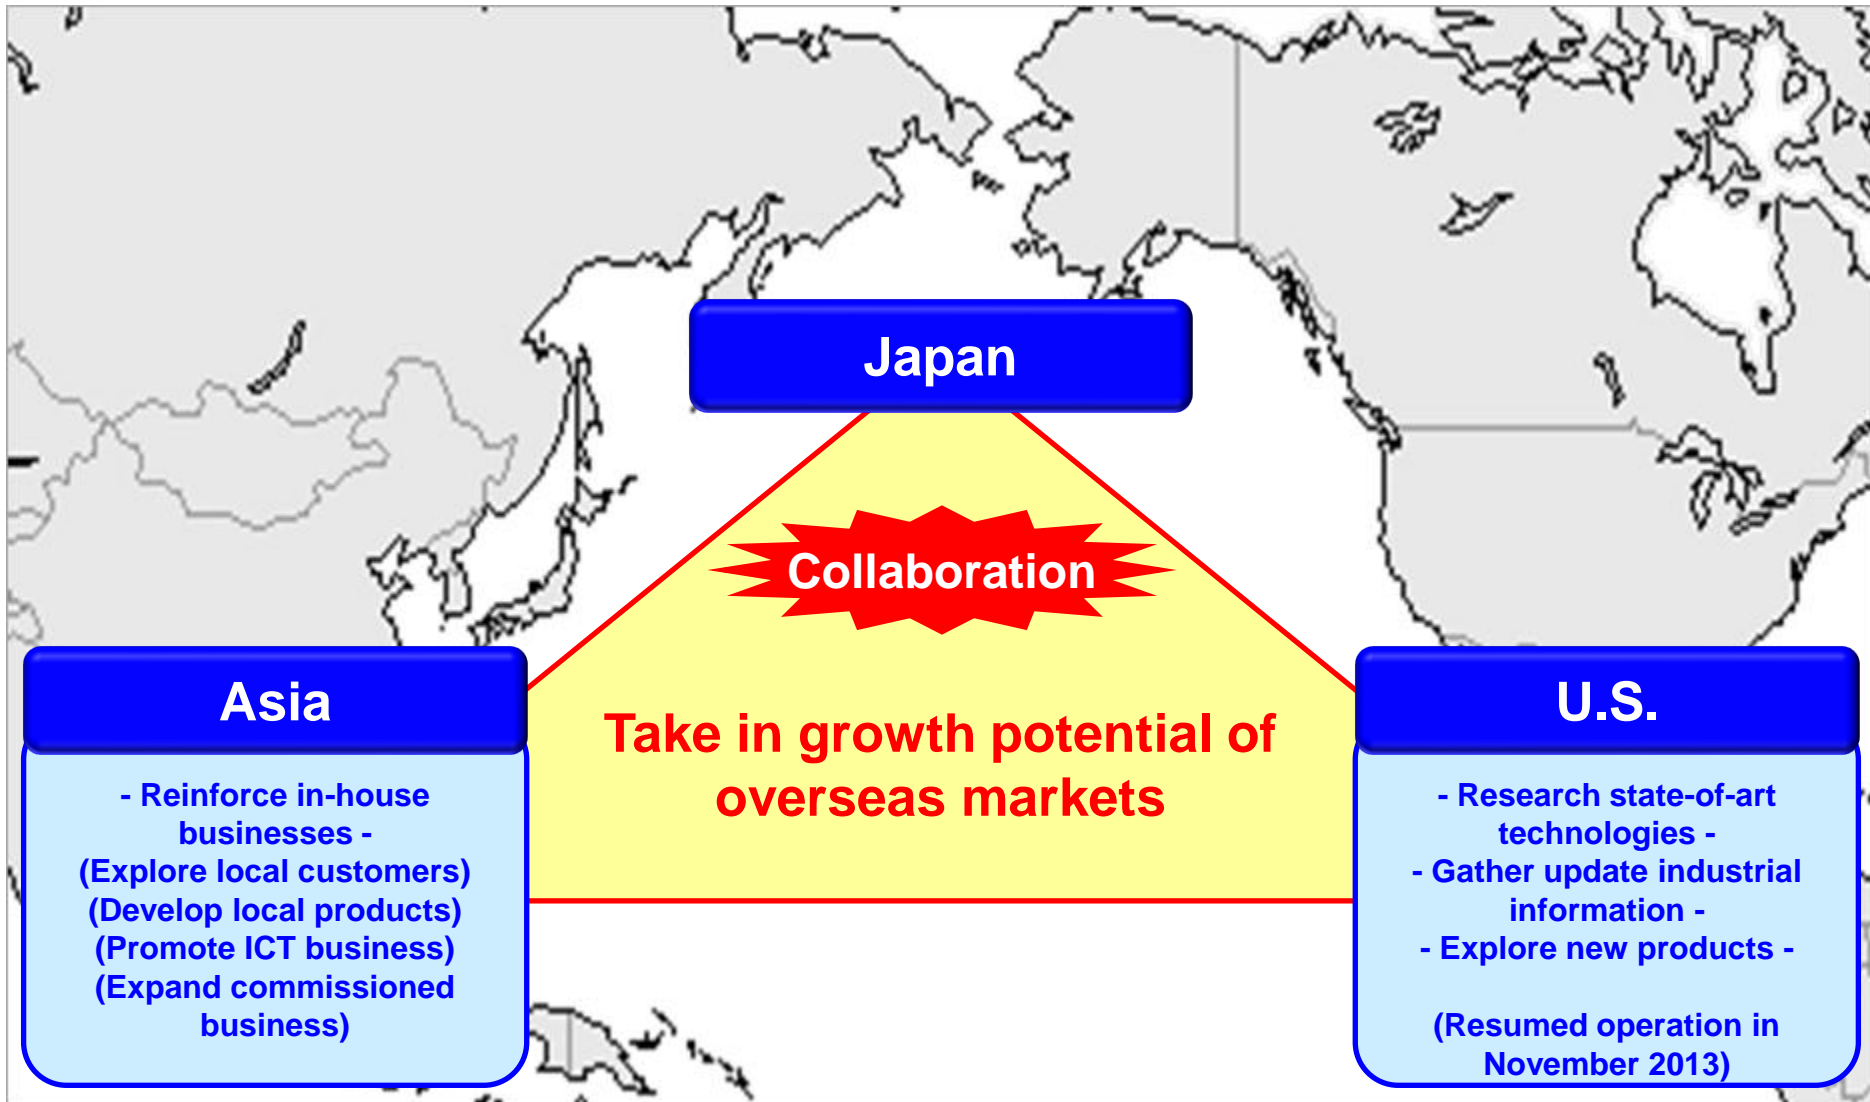 Japan
Collaboration
Take in growth potential of
overseas markets
Asia
- Reinforce in-house
businesses -
(Explore local customers)
(Develop local products)
(Promote ICT business)
(Expand commissioned
business)
U.S.
- Research state-of-art
technologies -
- Gather update industrial
information -
- Explore new products -
(Resumed operation in
November 2013)